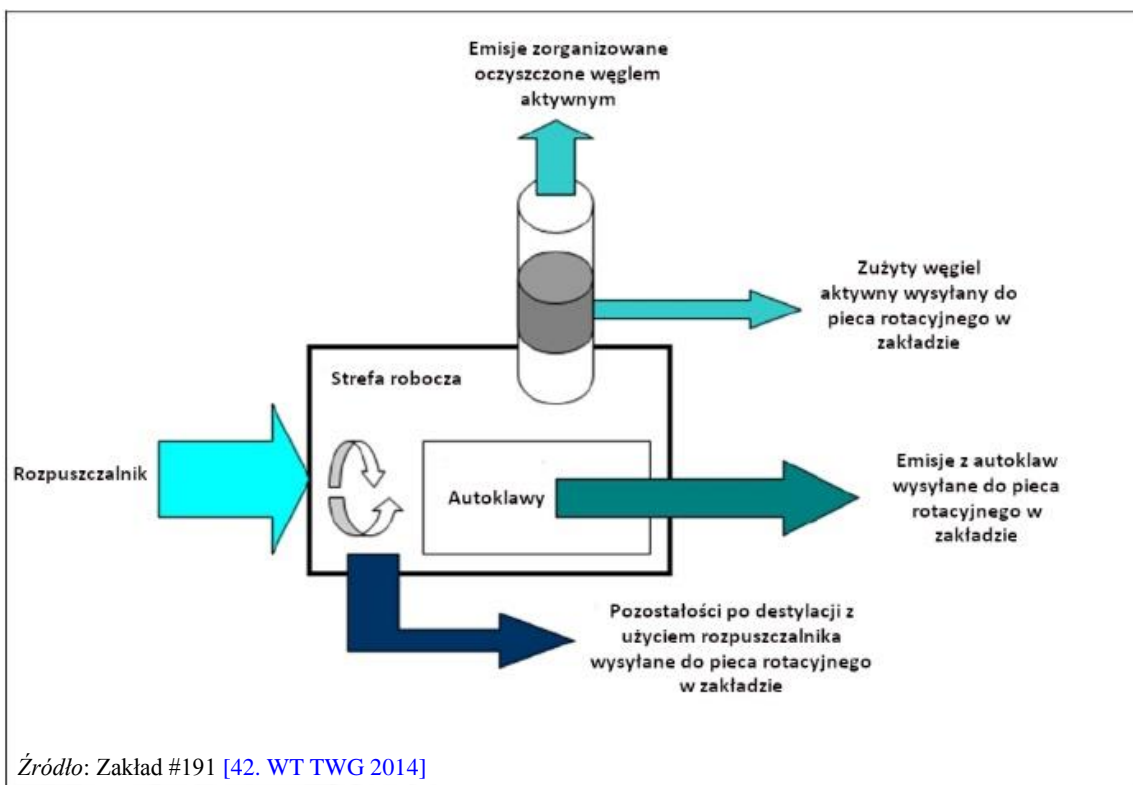 Emisje zorganizowane
oczyszczone węglem
aktywnym
Zużyty węgiel
aktywny wysyłany do
pieca rotacyjnego w
zakładzie
Strefa robocza
Rozpuszczalnik
Autoklawy
Emisje z autoklaw
wysyłane do pieca
rotacyjnego w
zakładzie
Pozostałości po destylacji z
użyciem rozpuszczalnika
wysyłane do pieca rotacyjnego
w zakładzie
Źródło: Zakład #191 [42. WT TWG 2014]